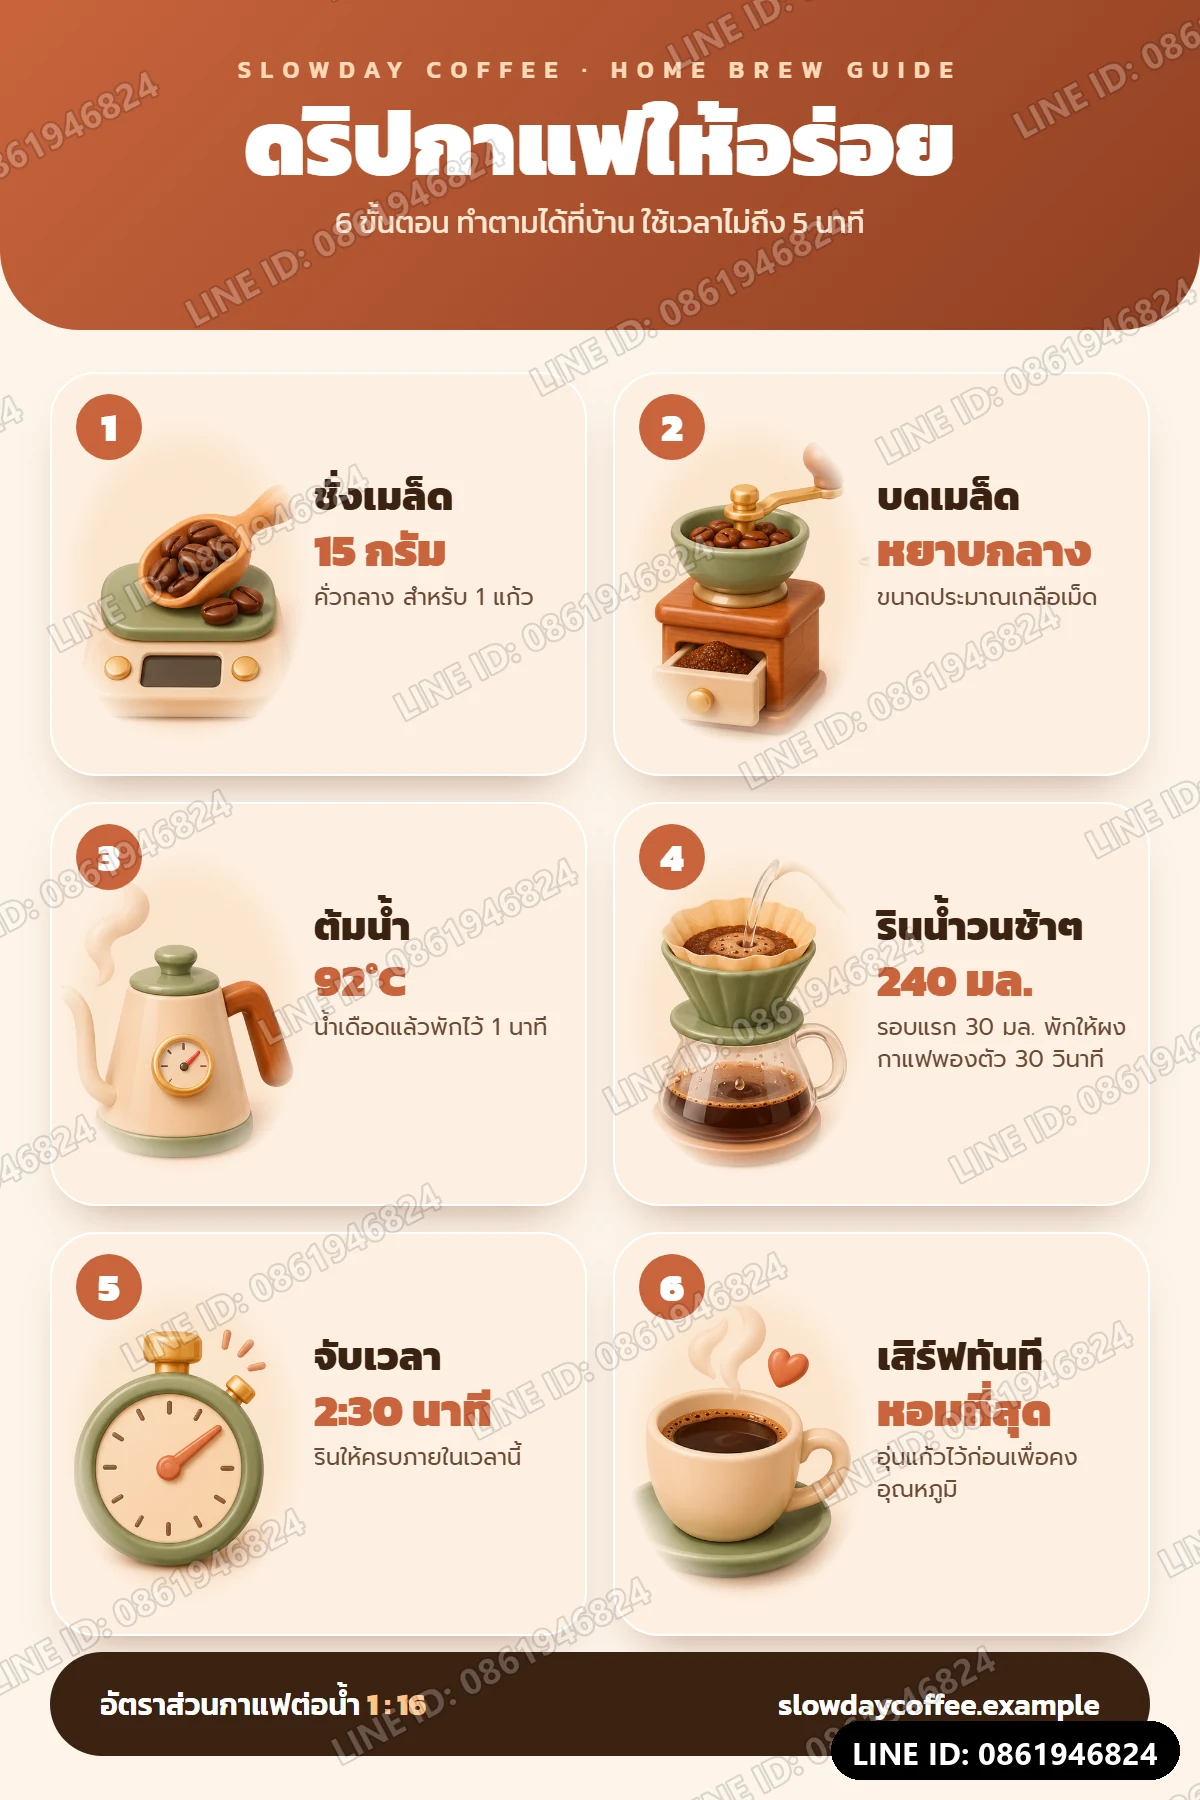 SLOWDAY COFFEE · HOME BREW GUIDE
ดริปกาแฟให้อร่อย
6 ขั้นตอน ทำตามได้ที่บ้าน ใช้เวลาไม่ถึง 5 นาที
1
ชั่งเมล็ด
15 กรัม
คั่วกลาง สำหรับ 1 แก้ว
2
บดเมล็ด
หยาบกลาง
ขนาดประมาณเกลือเม็ด
3
ต้มน้ำ
92°C
น้ำเดือดแล้วพักไว้ 1 นาที
4
รินน้ำวนช้าๆ
240 มล.
รอบแรก 30 มล. พักให้ผง
กาแฟพองตัว 30 วินาที
5
จับเวลา
2:30 นาที
รินให้ครบภายในเวลานี้
6
เสิร์ฟทันที
หอมที่สุด
อุ่นแก้วไว้ก่อนเพื่อคง
อุณหภูมิ
อัตราส่วนกาแฟต่อน้ำ 1 : 16
slowdaycoffee.example
LINE ID: 0861946824